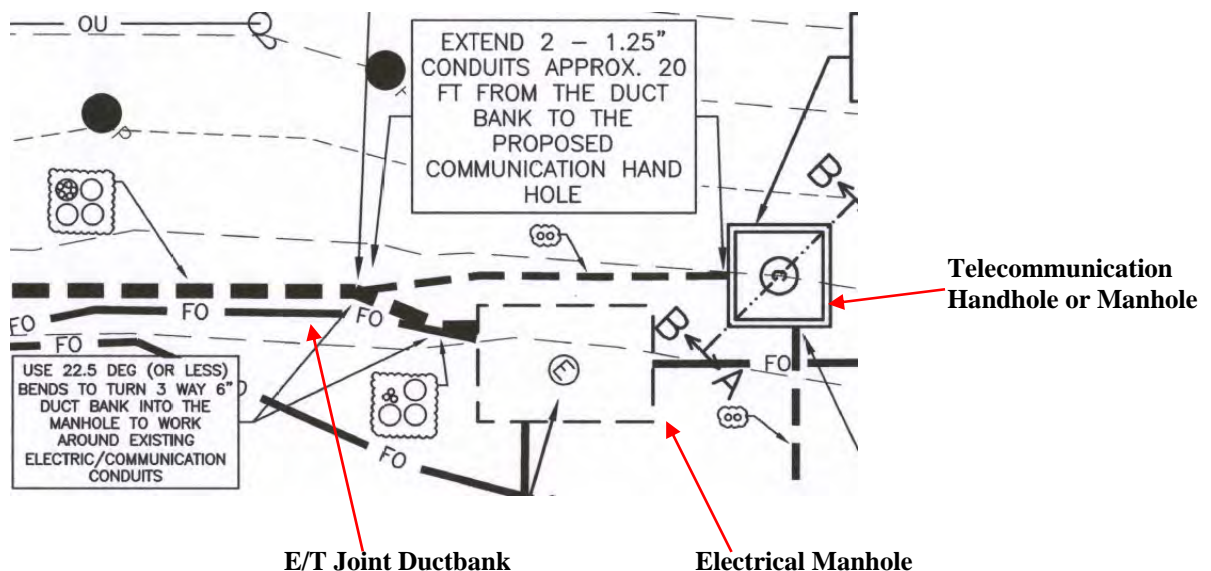 OU
EXTEND 2 – 1.25"
CONDUITS APPROX. 20
FT FROM THE DUCT
BANK TO THE
PROPOSED
COMMUNICATION HAND
HOLE
P
B
Telecommunication
Handhole or Manhole
FO
FO
FO
FO
B
A
FO
E
USE 22.5 DEG (OR LESS)
BENDS TO TURN 3 WAY 6"
DUCT BANK INTO THE
MANHOLE TO WORK
AROUND EXISTING
ELECTRIC/COMMUNICATION
CONDUITS
FO
E/T Joint Ductbank
Electrical Manhole